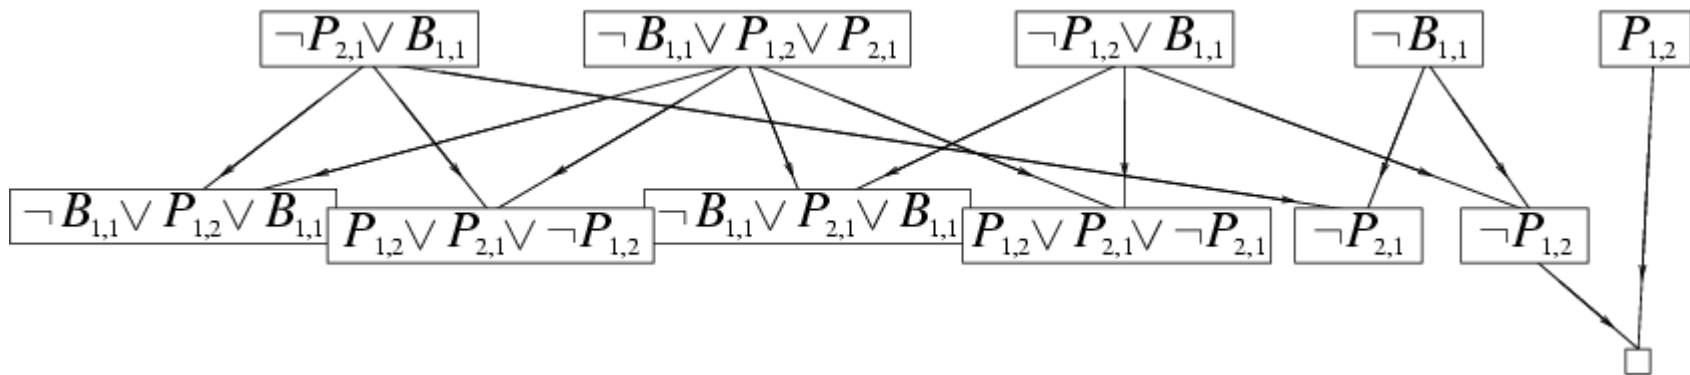 ¬P2,1 ∨ B1,1
¬B1,1 ∨ P1,2 ∨ P2,1
¬P1,2 ∨ B1,1
¬B1,1
P1,2
¬B1,1 ∨ P1,2 ∨ B1,1
P1,2 ∨ P2,1 ∨ ¬P1,2
¬B1,1 ∨ P2,1 ∨ B1,1
P1,2 ∨ P2,1 ∨ ¬P2,1
¬P2,1
¬P1,2